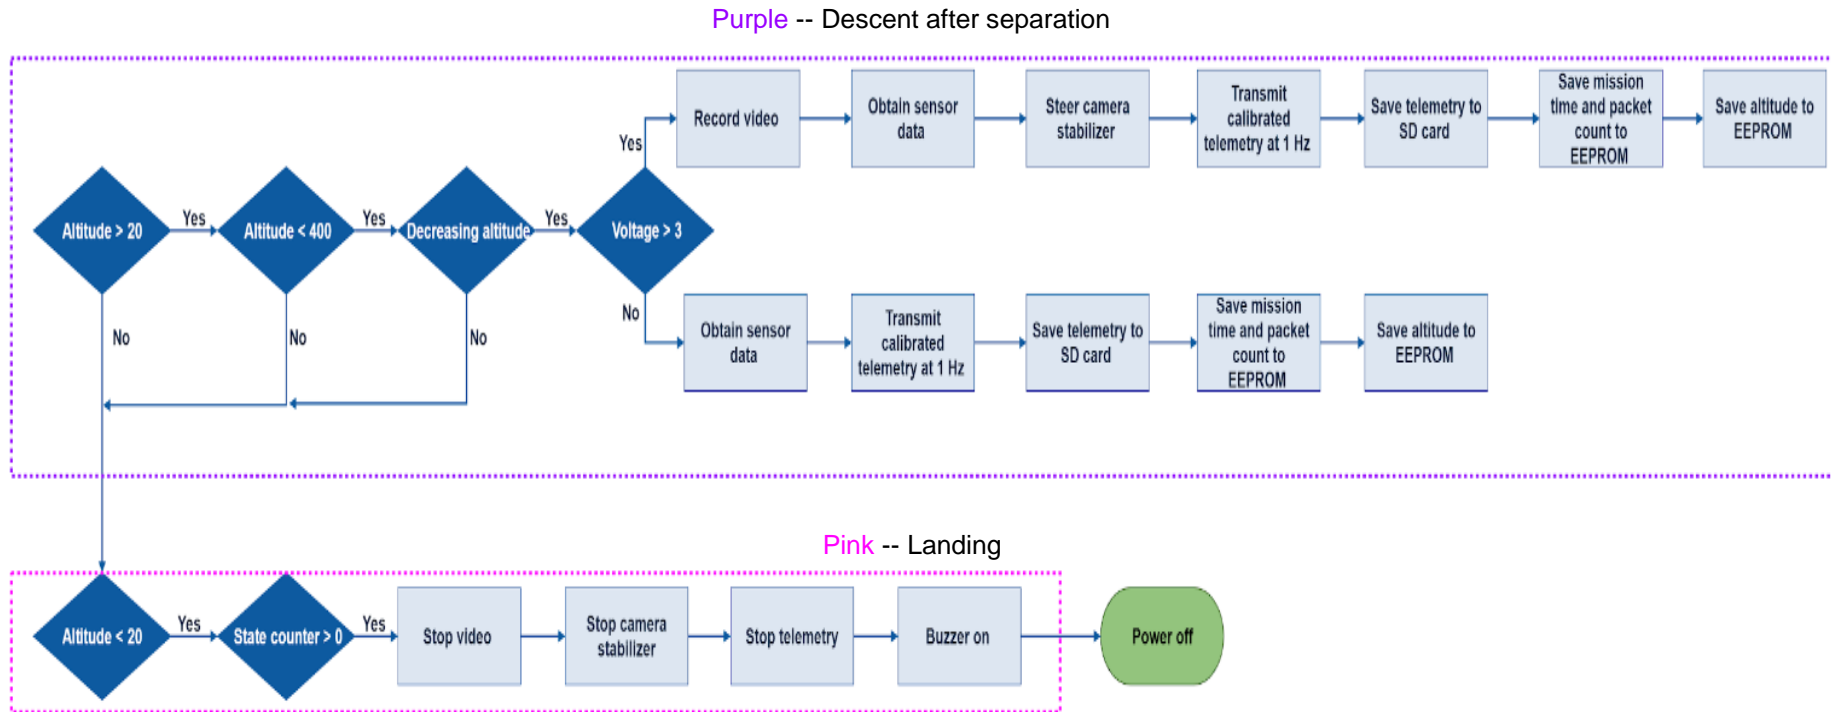 Purple -- Descent after separation
Record video
Obtain sensor
data
Steer camera
stabilizer
Transmit
calibrated
telemetry at 1 Hz
Save telemetry to
SD card
Save mission
time and packet
count to
EEPROM
Save altitude to
EEPROM
Yes
Altitude > 20
Yes
Altitude < 400
Yes
Decreasing altitude
Yes
Voltage > 3
No
No
No
No
Obtain sensor
data
Transmit
calibrated
telemetry at 1 Hz
Save telemetry to
SD card
Save mission
time and packet
count to
EEPROM
Save altitude to
EEPROM
Pink -- Landing
Altitude < 20
Yes
State counter > 0
Yes
Stop video
Stop camera
stabilizer
Stop telemetry
Buzzer on
Power off